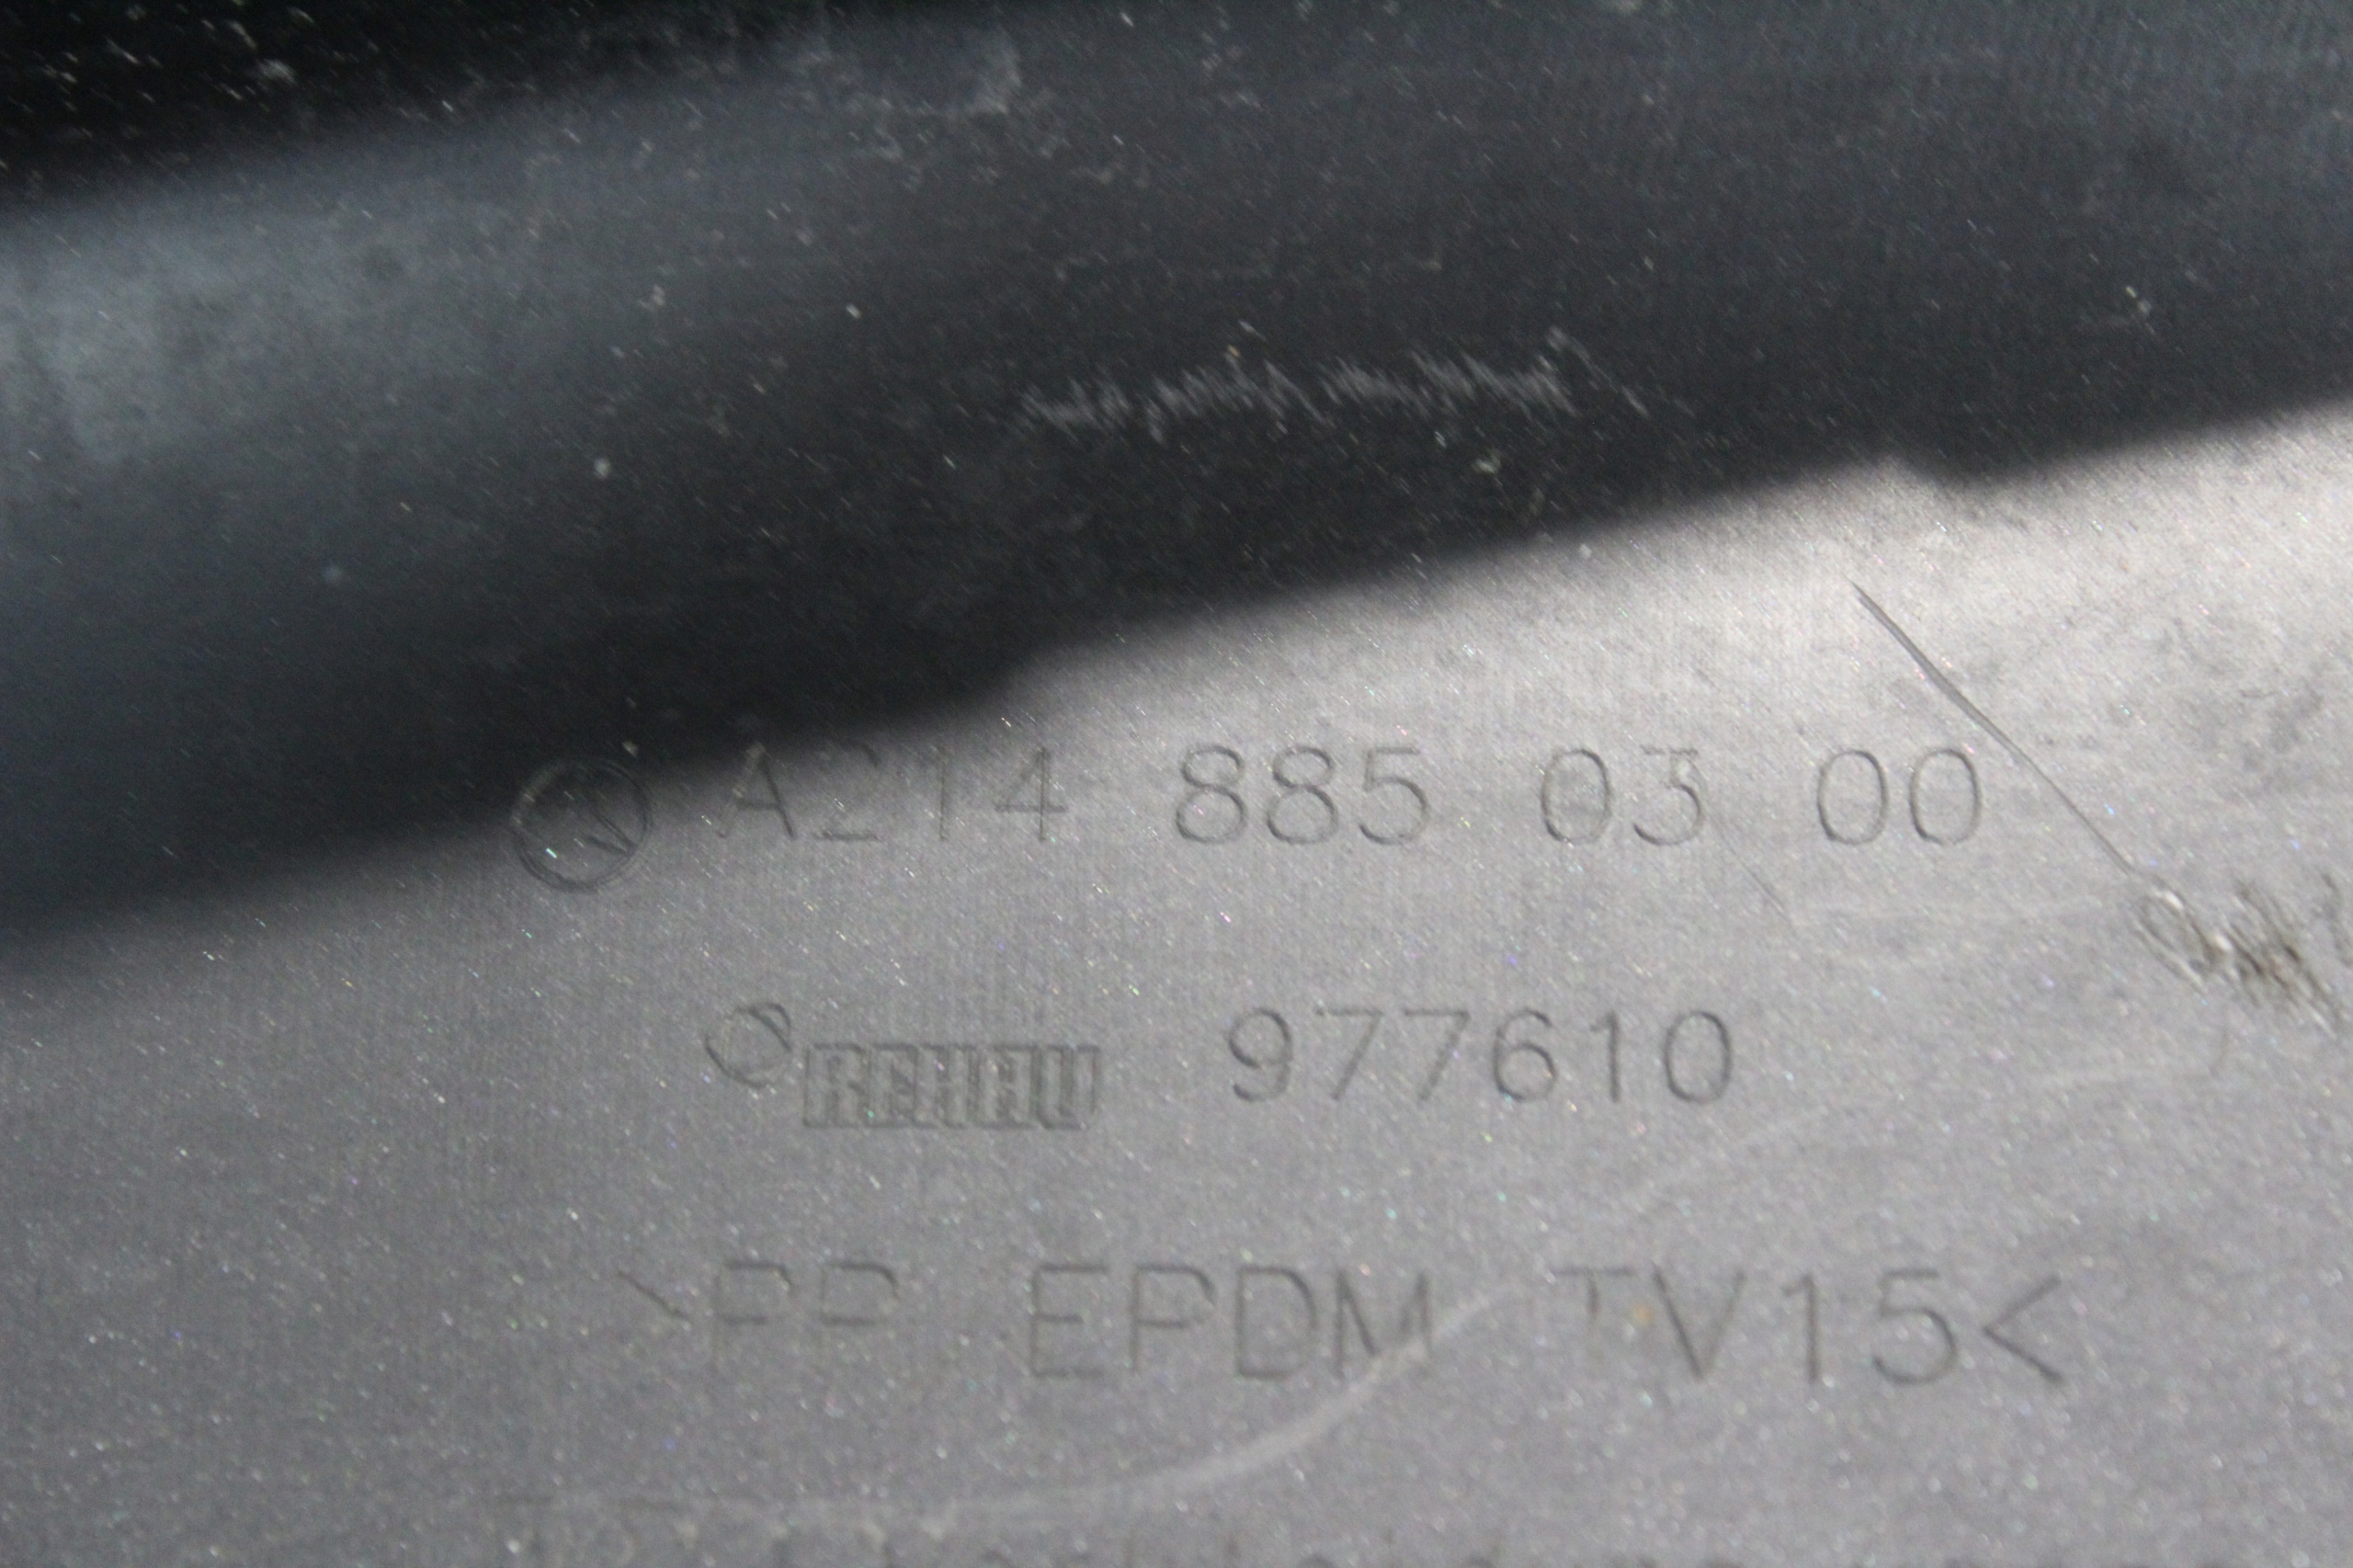 A214 885 03 00
REHAU 977610
>PP EPDM TV15<